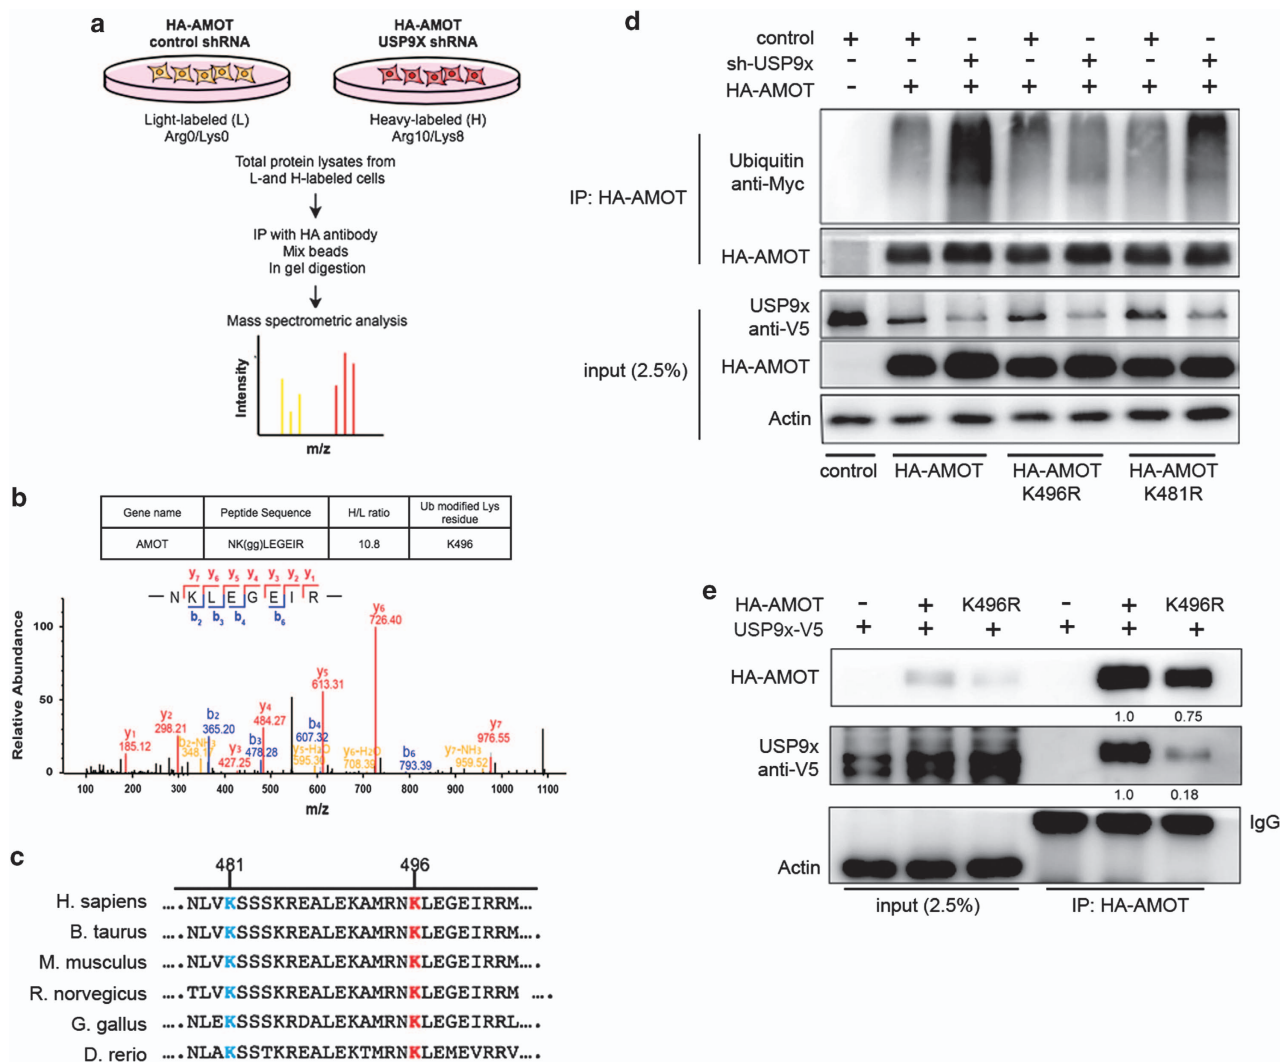 a
HA-AMOT
control shRNA
HA-AMOT
USP9X shRNA
Light-labeled (L)
Arg0/Lys0
Heavy-labeled (H)
Arg10/Lys8
Total protein lysates from
L-and H-labeled cells
IP with HA antibody
Mix beads
In gel digestion
Mass spectrometric analysis
Intensity
m/z
b
Gene name Peptide Sequence H/L ratio Ub modified Lys residue
AMOT NK(gg)LEGEIR 10.8 K496
y7 y6 y5 y4 y3 y2 y1
— N K L E G E I R —
b2 b3 b4 b6
Relative Abundance
100
50
0
y1
185.12
y2
298.21
b2-NH3
b2
365.20
y3
427.25
b3
478.28
y4
484.27
y5-H2O
b4
607.32
y5
613.31
y6-H2O
708.39
y6
726.40
b6
793.39
y7-NH3
959.52
y7
976.55
100 200 300 400 500 600 700 800 900 1000 1100
m/z
c
481 496
H. sapiens ....NLVKSSSKREALEKAMRNKLEGEIRRM....
B. taurus ....NLVKSSSKREALEKAMRNKLEGEIRRM....
M. musculus ....NLVKSSSKREALEKAMRNKLEGEIRRM....
R. norvegicus ....TLVKSSSKREALEKAMRNKLEGEIRRM ....
G. gallus ....NLEKSSSKRDALEKAMRNKLEGEIRRL....
D. rerio ....NLAKSSTKREALEKTMRNKLEMEVRRV....
d
control + + - + - + -
sh-USP9x - - + - + - +
HA-AMOT - + + + + + +
IP: HA-AMOT
Ubiquitin
anti-Myc
HA-AMOT
input (2.5%)
USP9x
anti-V5
HA-AMOT
Actin
control HA-AMOT HA-AMOT K496R HA-AMOT K481R
e
HA-AMOT - + K496R - + K496R
USP9x-V5 + + + + + +
HA-AMOT
1.0 0.75
USP9x
anti-V5
1.0 0.18
IgG
Actin
input (2.5%) IP: HA-AMOT